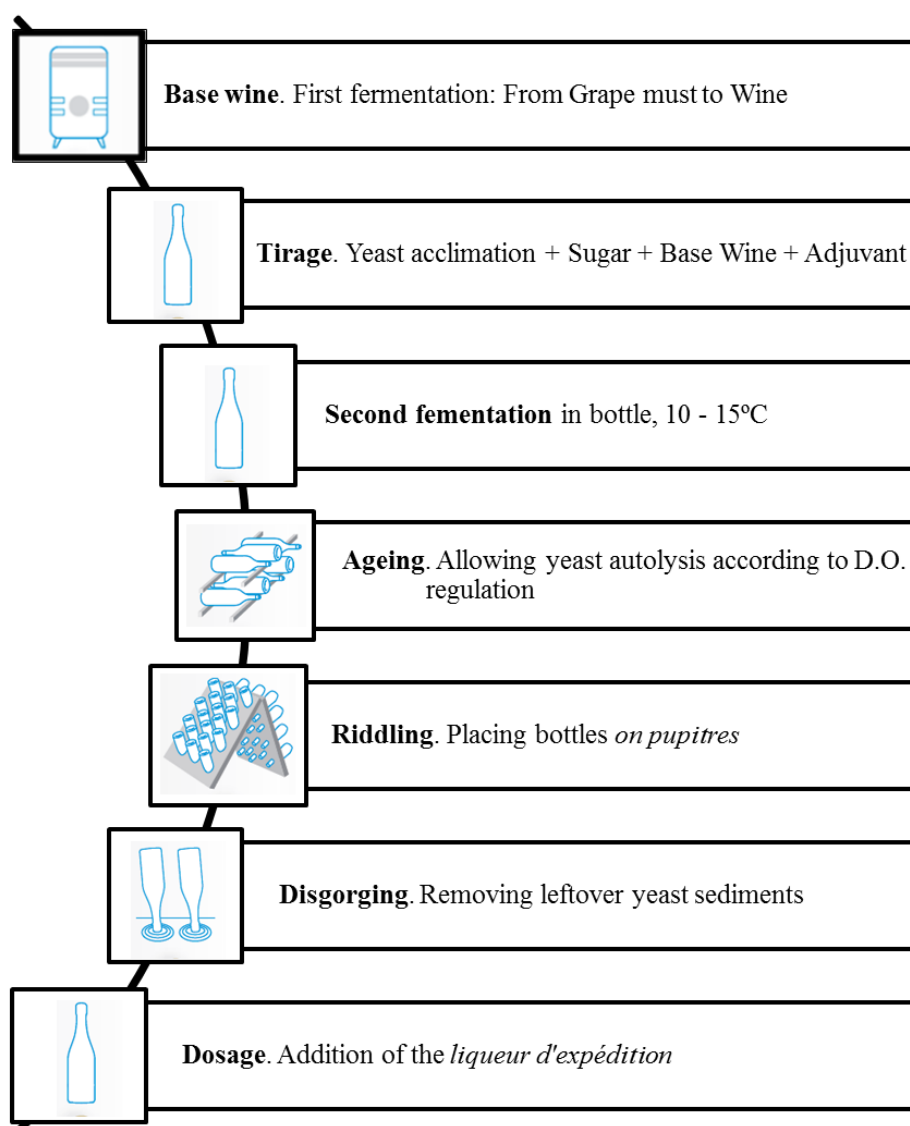 Base wine. First fermentation: From Grape must to Wine
Tirage. Yeast acclimation + Sugar + Base Wine + Adjuvant
Second fementation in bottle, 10 - 15ºC
Ageing. Allowing yeast autolysis according to D.O.
regulation
Riddling. Placing bottles on pupitres
Disgorging. Removing leftover yeast sediments
Dosage. Addition of the liqueur d'expédition